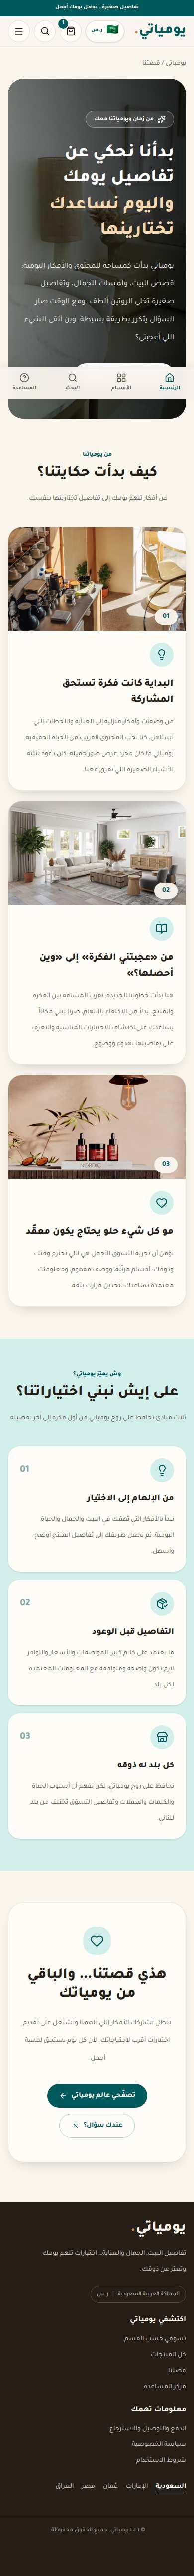 تفاصيل صغيرة.. تجمل يومك أجمل
يومياتي.
ر.س
1
يومياتي / قصتنا
من زمان ويومياتنا معك
بدأنا نحكي عن
تفاصيل يومك
واليوم نساعدك
تختارينها
يومياتي بدأت كمساحة للمحتوى والأفكار اليومية:
قصص للبيت، ولمسات للجمال، وتفاصيل
صغيرة تخلي الروتين ألطف. ومع الوقت صار
السؤال يتكرر بطريقة بسيطة: وين ألقى الشيء
اللي أعجبني؟
الرئيسية
الأقسام
البحث
المساعدة
من يومياتنا
كيف بدأت حكايتنا؟
من أفكار تلهم يومك إلى تفاصيل تختارينها بنفسك.
01
البداية كانت فكرة تستحق
المشاركة
من وصفات وأفكار منزلية إلى العناية واللحظات اللي
تستاهل، كنا نحب المحتوى القريب من الحياة الحقيقية.
يومياتي ما كان مجرد عرض صور جميلة؛ كان دعوة ننتبه
للأشياء الصغيرة اللي تفرق معنا.
02
من «عجبتني الفكرة» إلى «وين
أحصلها؟»
هنا بدأت خطوتنا الجديدة: نقرّب المسافة بين الفكرة
والمنتج. بدلاً من الاكتفاء بالإلهام، صرنا نبني مكاناً
يساعدك على اكتشاف الاختيارات المناسبة والتعرّف
على تفاصيلها بهدوء ووضوح.
03
مو كل شيء حلو يحتاج يكون معقّد
نؤمن أن تجربة التسوق الأجمل هي اللي تحترم وقتك
وذوقك: أقسام مرتّبة، ووصف مفهوم، ومعلومات
معتمدة تساعدك تتخذين قرارك بثقة.
وش يميّز يومياتي؟
على إيش نبني اختياراتنا؟
ثلاث مبادئ نحافظ على روح يومياتي من أول فكرة إلى آخر تفصيلة.
01
من الإلهام إلى الاختيار
نبدأ بالأفكار التي تهمّك في البيت والجمال والحياة
اليومية، ثم نجعل طريقك إلى تفاصيل المنتج أوضح
وأسهل.
02
التفاصيل قبل الوعود
ما نعتمد على كلام كبير. المواصفات والأسعار والتوافر
لازم تكون واضحة ومتوافقة مع المعلومات المعتمدة
لكل بلد.
03
كل بلد له ذوقه
نحافظ على روح يومياتي، لكن نفهم أن أسلوب الحياة
والكلمات والعملات وتفاصيل التسوّق تختلف من بلد
للثاني.
هذي قصتنا... والباقي
من يومياتك
بنظل نشاركك الأفكار اللي تلهمنا ونشتغل على تقديم
اختيارات أقرب لاحتياجاتك. لأن كل يوم يستحق لمسة
أجمل.
تصفّحي عالم يومياتي
عندك سؤال؟
يومياتي.
تفاصيل البيت، الجمال والعناية.. اختيارات تلهم يومك
وتعبّر عن ذوقك.
المملكة العربية السعودية | ر.س
اكتشفي يومياتي
تسوقي حسب القسم
كل المنتجات
قصتنا
مركز المساعدة
معلومات تهمك
الدفع والتوصيل والاسترجاع
سياسة الخصوصية
شروط الاستخدام
السعودية الإمارات عُمان مصر العراق
يومياتي. جميع الحقوق محفوظة.